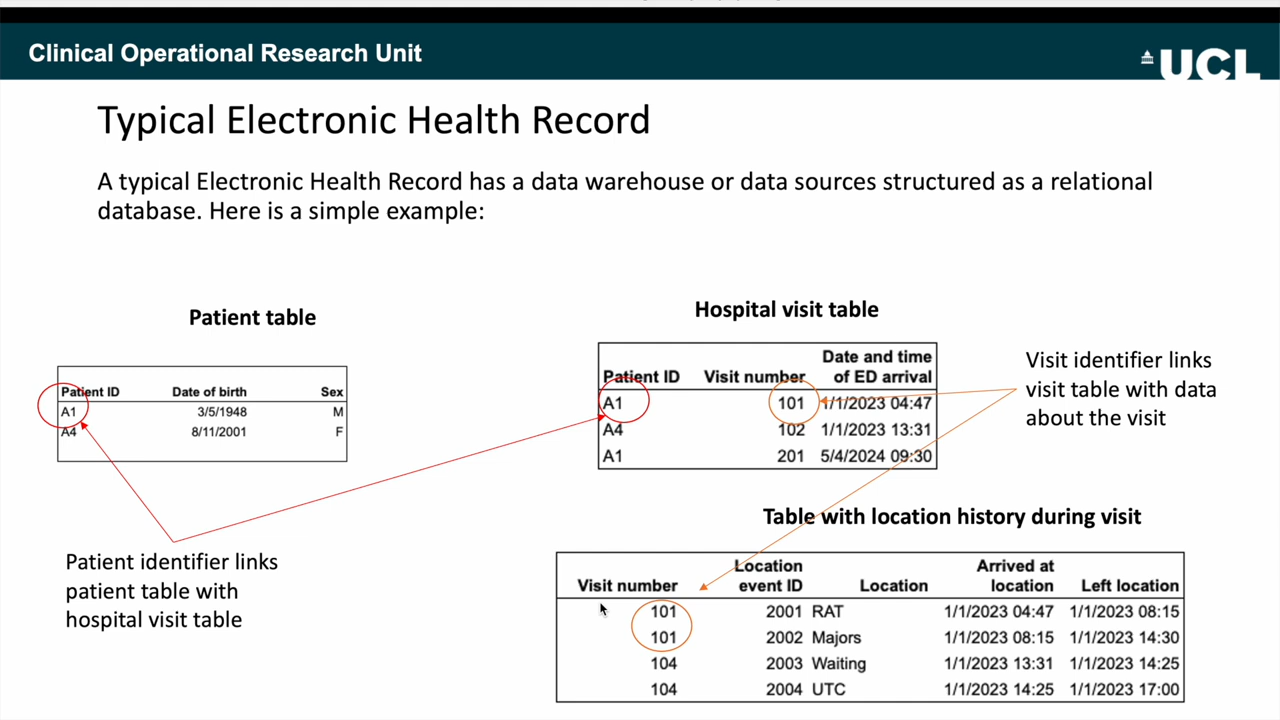 Clinical Operational Research Unit
UCL
Typical Electronic Health Record
A typical Electronic Health Record has a data warehouse or data sources structured as a relational
database. Here is a simple example:
Patient table
Patient ID Date of birth Sex
A1 3/5/1948 M
A4 8/11/2001 F
Patient identifier links
patient table with
hospital visit table
Hospital visit table
Date and time
Patient ID Visit number of ED arrival
A1 101 1/1/2023 04:47
A4 102 1/1/2023 13:31
A1 201 5/4/2024 09:30
Visit identifier links
visit table with data
about the visit
Table with location history during visit
Location Arrived at
Visit number event ID Location location Left location
101 2001 RAT 1/1/2023 04:47 1/1/2023 08:15
101 2002 Majors 1/1/2023 08:15 1/1/2023 14:30
104 2003 Waiting 1/1/2023 13:31 1/1/2023 14:25
104 2004 UTC 1/1/2023 14:25 1/1/2023 17:00